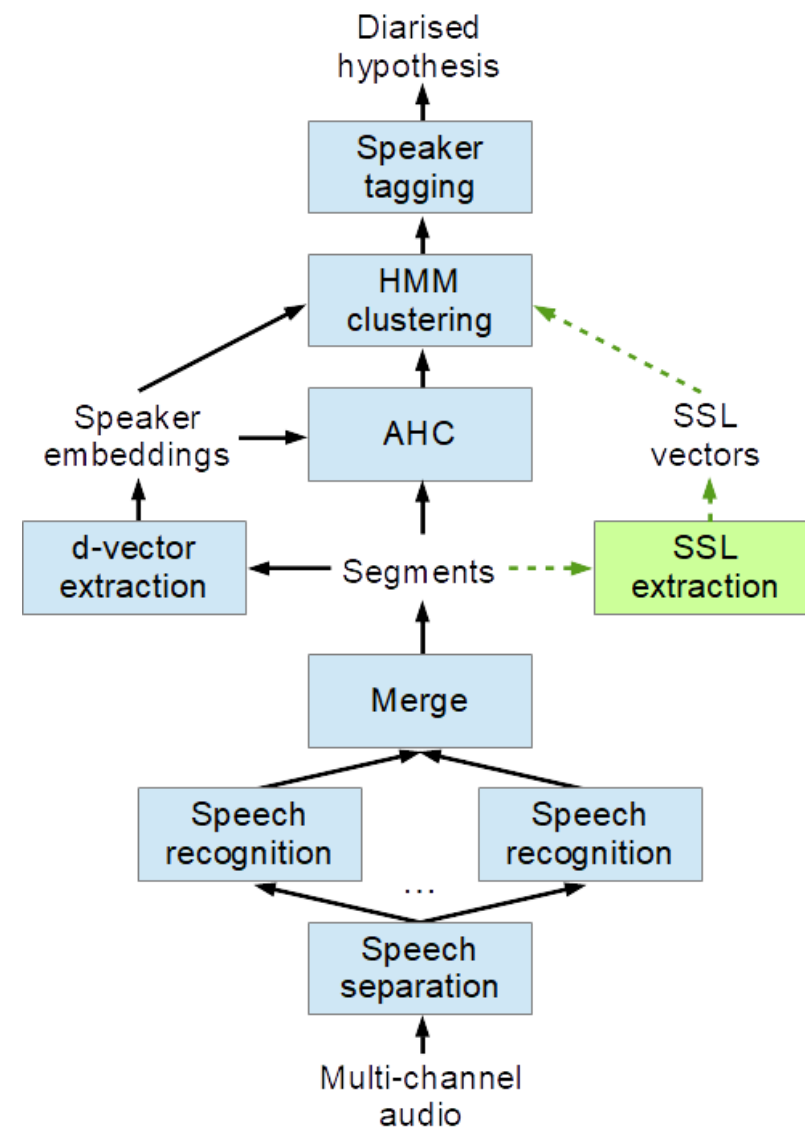 Diarised
hypothesis
Speaker
tagging
HMM
clustering
Speaker
embeddings
AHC
SSL
vectors
d-vector
extraction
Segments
SSL
extraction
Merge
Speech
recognition
Speech
recognition
...
Speech
separation
Multi-channel
audio